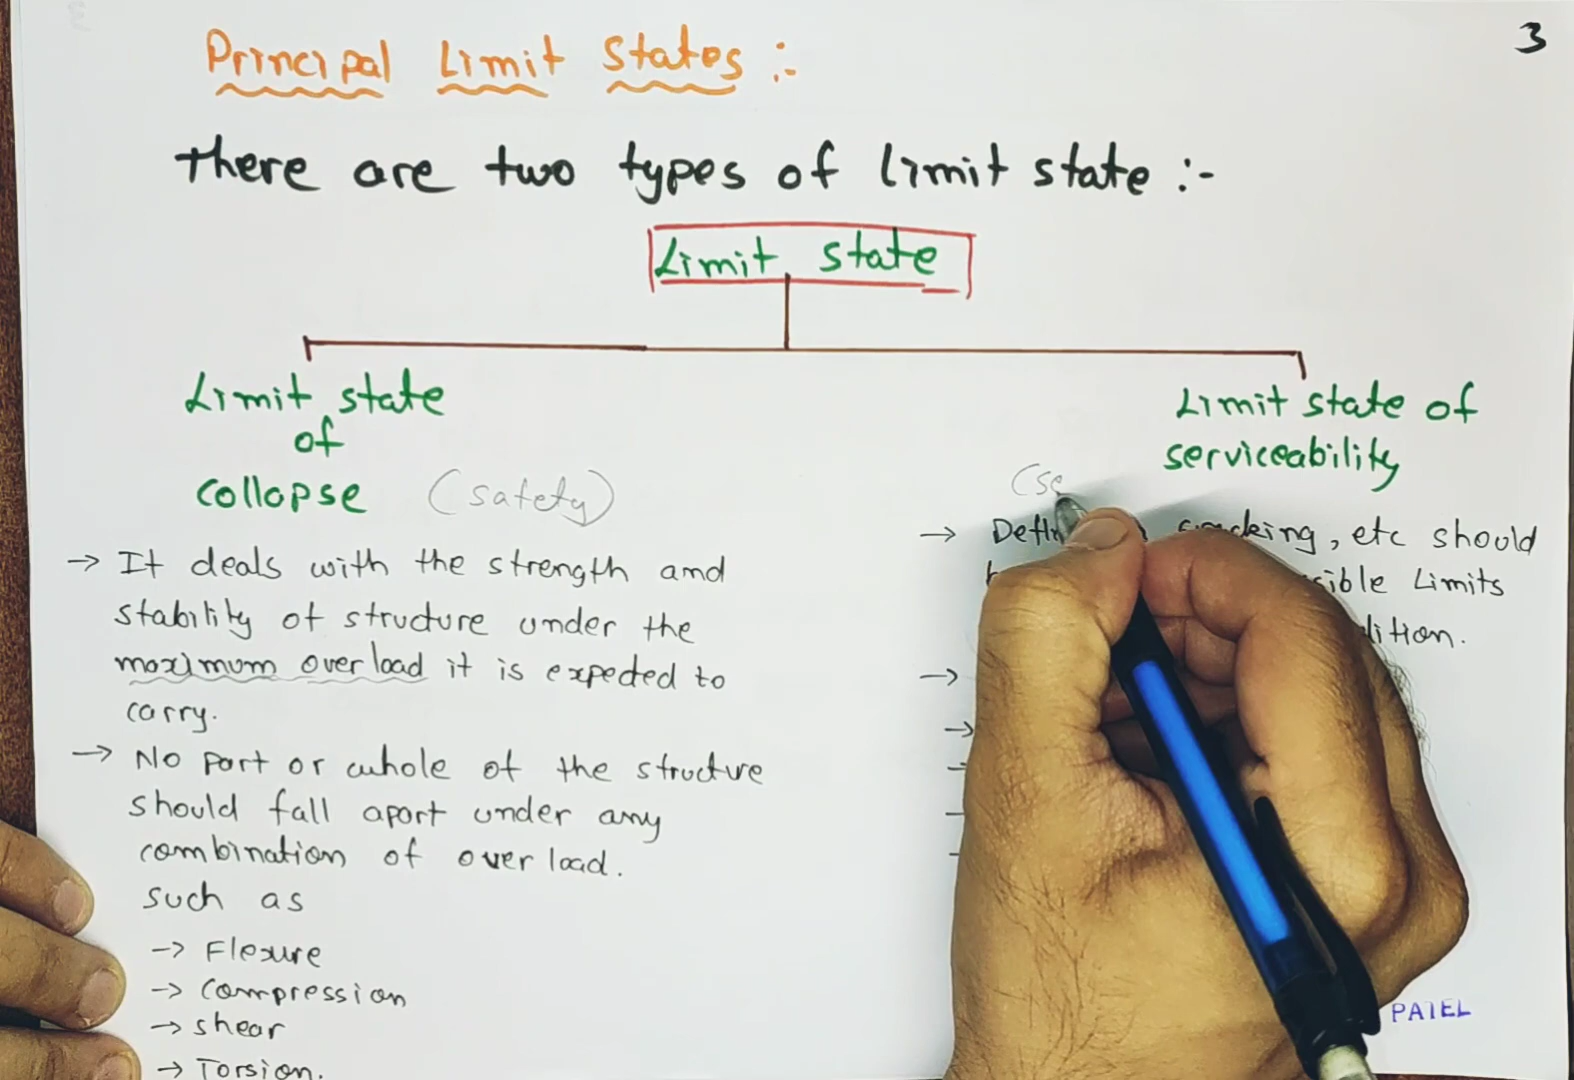 3
Principal Limit States :-
There are two types of limit state :-
Limit state
Limit state
of
collapse (safety)
→ It deals with the strength and
stability of structure under the
maximum over load it is expected to
carry.
→ No part or whole of the structure
should fall apart under any
combination of over load.
such as
→ Flexure
→ Compression
→ shear
→ Torsion.
Limit state of
serviceability
(se
→ cracking, etc should
Limits
PATEL